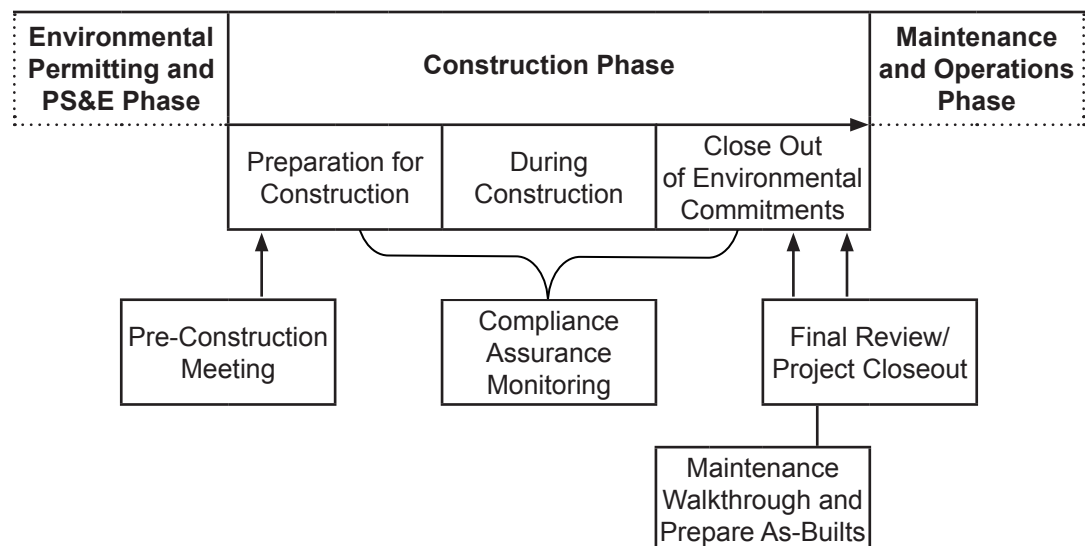 Environmental
Permitting and
PS&E Phase
Construction Phase
Maintenance
and Operations
Phase
Preparation for
Construction
During
Construction
Close Out
of Environmental
Commitments
Pre-Construction
Meeting
Compliance
Assurance
Monitoring
Final Review/
Project Closeout
Maintenance
Walkthrough and
Prepare As-Builts